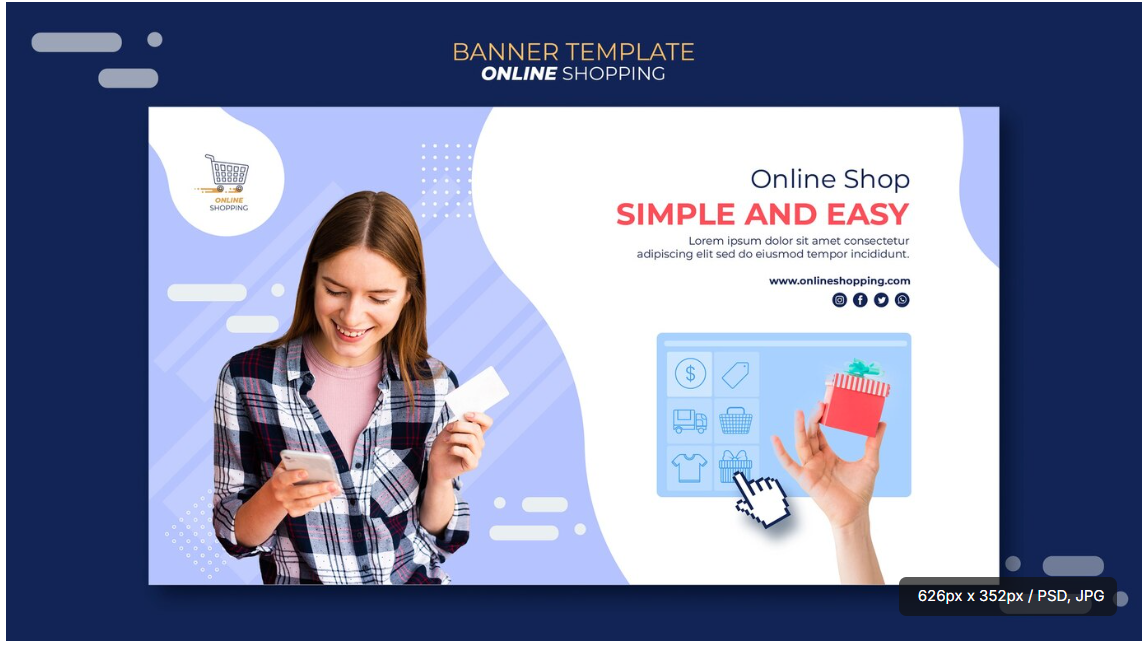 BANNER TEMPLATE
ONLINE SHOPPING
ONLINE
SHOPPING
Online Shop
SIMPLE AND EASY
Lorem ipsum dolor sit amet consectetur
adipiscing elit sed do eiusmod tempor incididunt.
www.onlineshopping.com
$
626px x 352px / PSD, JPG